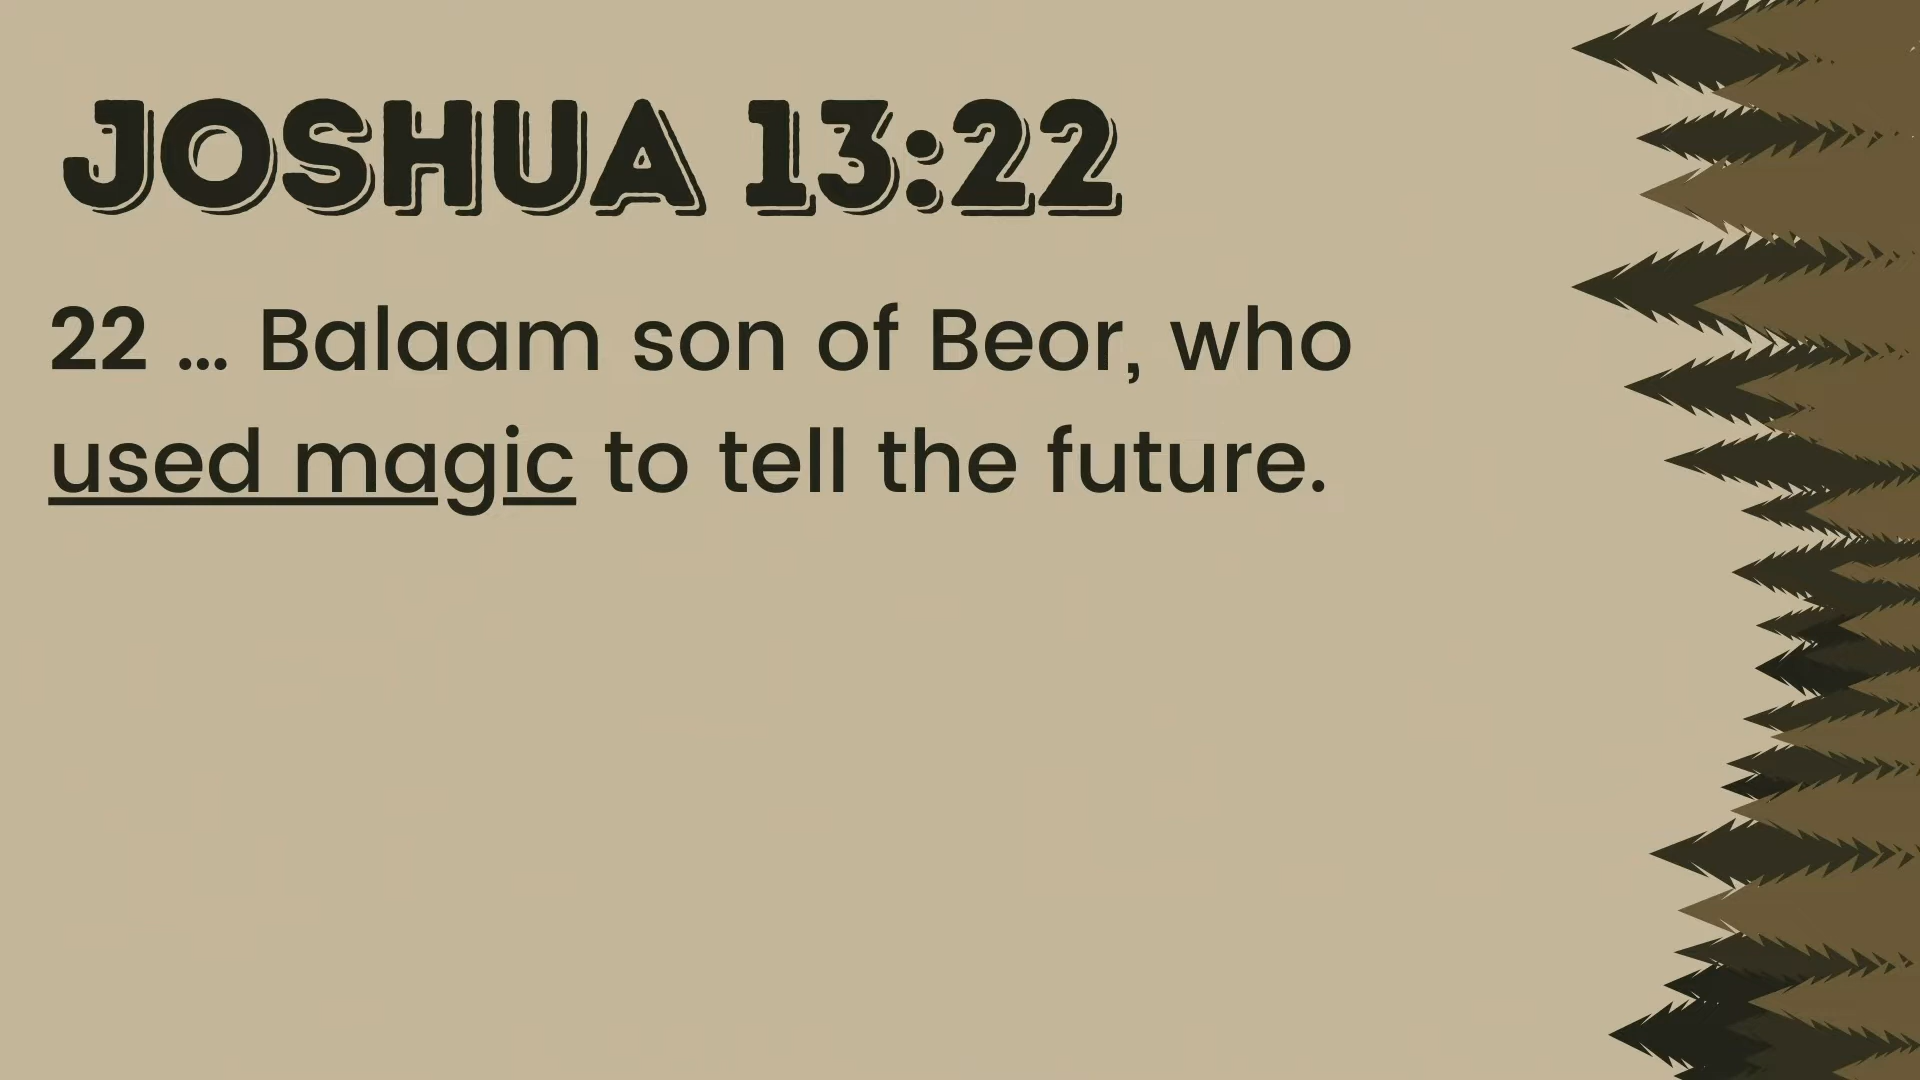 JOSHUA 13:22
22 ... Balaam son of Beor, who
used magic to tell the future.